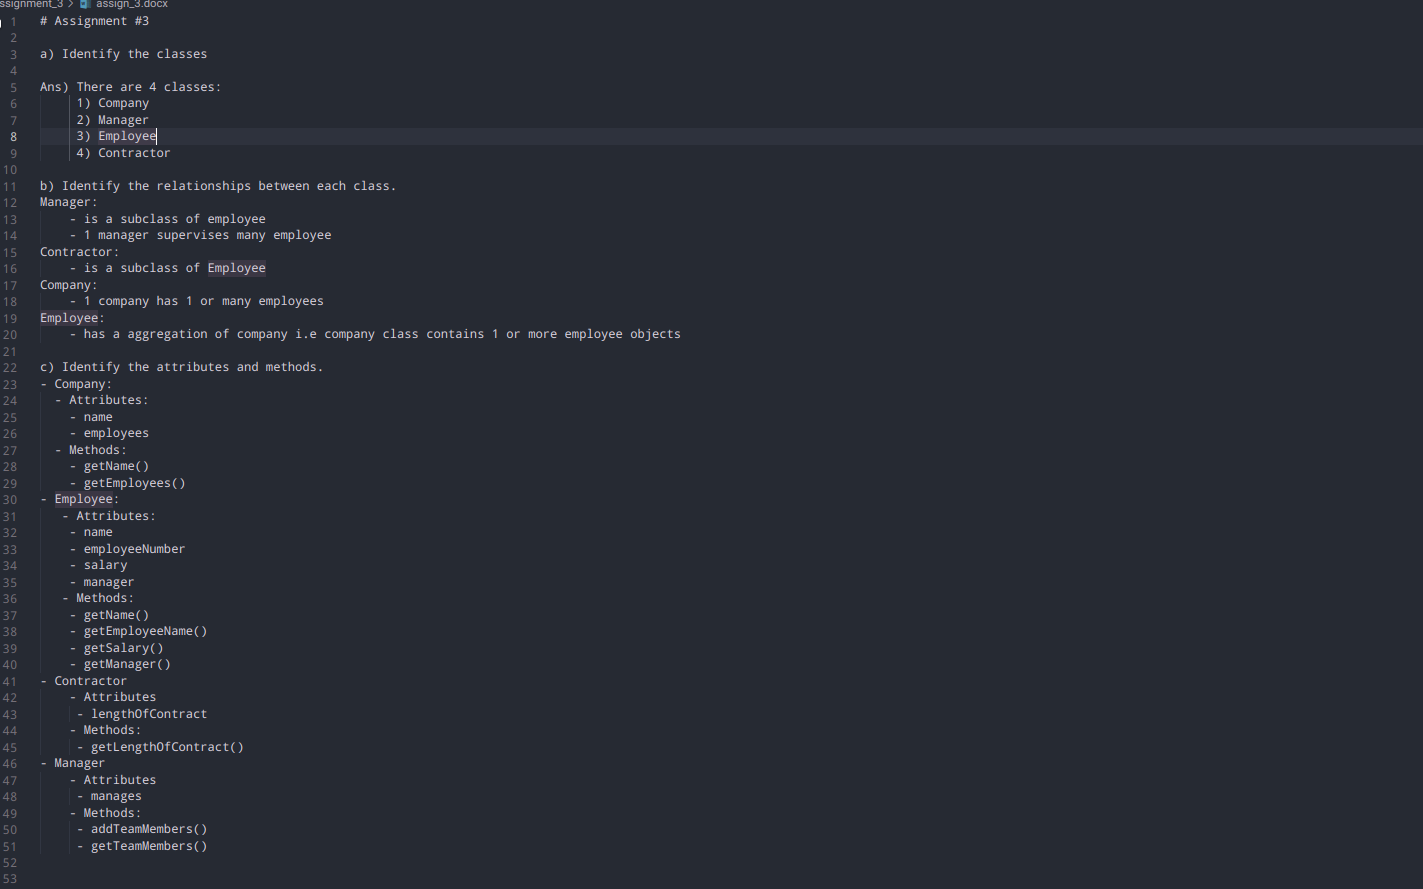 ssignment_3 > assign_3.docx
1 # Assignment #3
2
3 a) Identify the classes
4
5 Ans) There are 4 classes:
6 1) Company
7 2) Manager
8 3) Employee
9 4) Contractor
10
11 b) Identify the relationships between each class.
12 Manager:
13 - is a subclass of employee
14 - 1 manager supervises many employee
15 Contractor:
16 - is a subclass of Employee
17 Company:
18 - 1 company has 1 or many employees
19 Employee:
20 - has a aggregation of company i.e company class contains 1 or more employee objects
21
22 c) Identify the attributes and methods.
23 - Company:
24 - Attributes:
25 - name
26 - employees
27 - Methods:
28 - getName()
29 - getEmployees()
30 - Employee:
31 - Attributes:
32 - name
33 - employeeNumber
34 - salary
35 - manager
36 - Methods:
37 - getName()
38 - getEmployeeName()
39 - getSalary()
40 - getManager()
41 - Contractor
42 - Attributes
43 - lengthOfContract
44 - Methods:
45 - getLengthOfContract()
46 - Manager
47 - Attributes
48 - manages
49 - Methods:
50 - addTeamMembers()
51 - getTeamMembers()
52
53